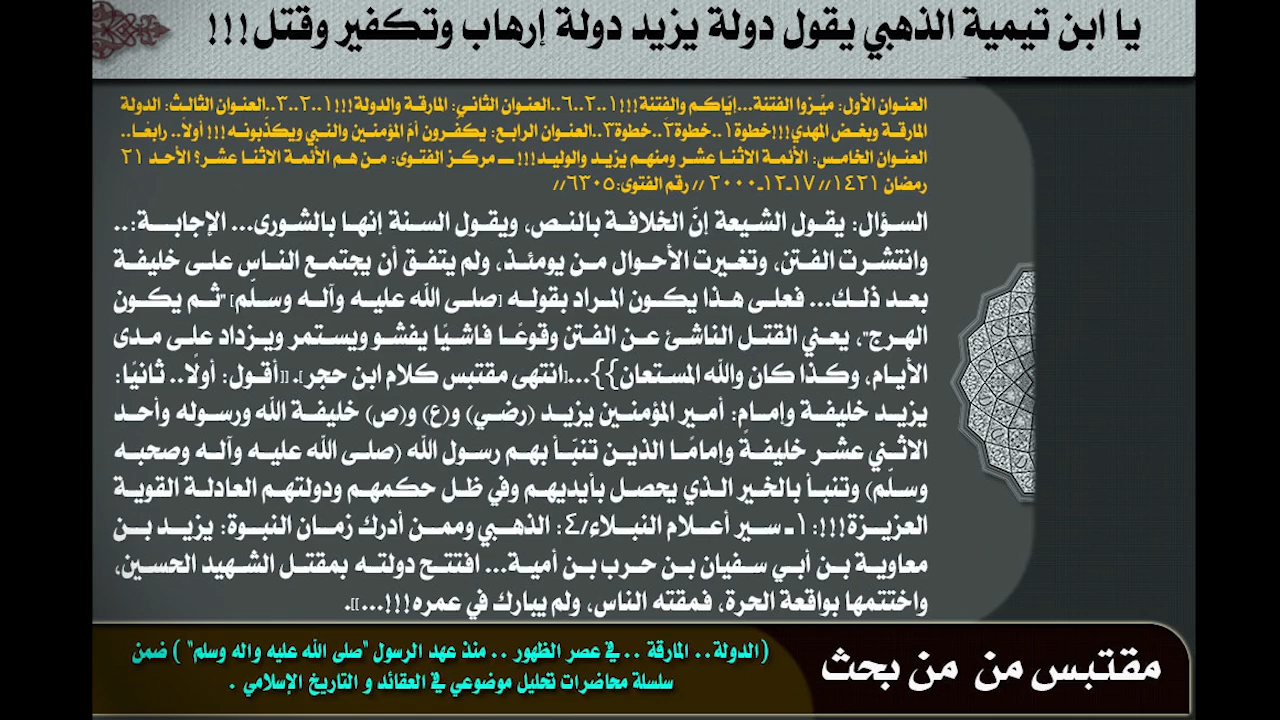 يا ابن تيمية الذهبي يقول دولة يزيد دولة إرهاب وتكفير وقتل!!!
العنوان الأول: ميّزوا الفتنة...إيّاكم والفتنة!!!١..٢..٦..العنوان الثاني: المارقة والدولة!!!١..٢..٣..العنوان الثالث: الدولة
المارقة وبغض المهدي!!!خطوة١..خطوة٢..خطوة٣..العنوان الرابع: يكفّرون أمّ المؤمنين والنبي ويكذّبونه!!! أولًا.. رابعًا..
العنوان الخامس: الأئمة الاثنا عشر ومنهم يزيد والوليد!!! ــ مركز الفتوى: من هم الأئمة الاثنا عشر؟ الأحد ٢١
رمضان ١٤٢١// ١٧ـ١٢ـ٢٠٠٠ // رقم الفتوى:٦٣٠٥//
السؤال: يقول الشيعة إنّ الخلافة بالنص، ويقول السنة إنها بالشورى... الإجابة:..
وانتشرت الفتن، وتغيرت الأحوال من يومئذ، ولم يتفق أن يجتمع الناس على خليفة
بعد ذلك... فعلى هذا يكون المراد بقوله [صلى الله عليه وآله وسلّم] "ثم يكون
الهرج"، يعني القتل الناشئ عن الفتن وقوعًا فاشيًا يفشو ويستمر ويزداد على مدى
الأيام، وكذا كان والله المستعان}}...[انتهى مقتبس كلام ابن حجر]. [[أقول: أولًا.. ثانيًا:
يزيد خليفة وإمام: أمير المؤمنين يزيد (رضي) و(ع) و(ص) خليفة الله ورسوله وأحد
الاثني عشر خليفةً وإمامًا الذين تنبّأ بهم رسول الله (صلى الله عليه وآله وصحبه
وسلّم) وتنبأ بالخير الذي يحصل بأيديهم وفي ظل حكمهم ودولتهم العادلة القوية
العزيزة!!!: ١ـ سير أعلام النبلاء/٤: الذهبي وممن أدرك زمان النبوة: يزيد بن
معاوية بن أبي سفيان بن حرب بن أمية... افتتح دولته بمقتل الشهيد الحسين،
واختتمها بواقعة الحرة، فمقته الناس، ولم يبارك في عمره!!!...]].
مقتبس من من بحث
(الدولة.. المارقة .. في عصر الظهور .. منذ عهد الرسول "صلى الله عليه واله وسلم" ) ضمن
سلسلة محاضرات تحليل موضوعي في العقائد و التاريخ الإسلامي .